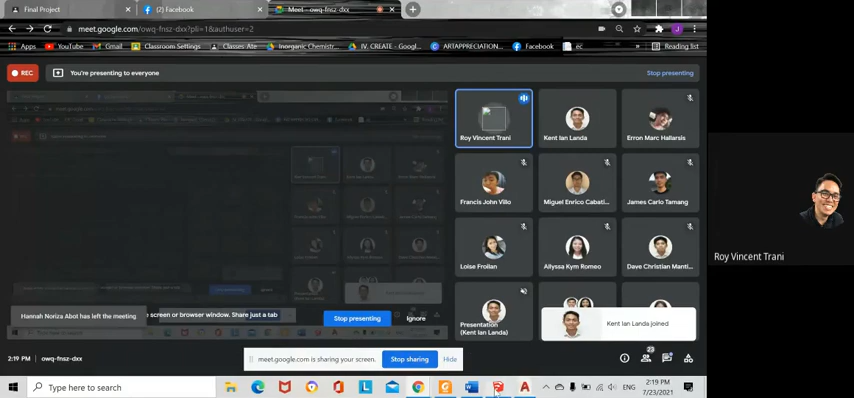 Final Project
(2) Facebook
Meet - owq-fnsz-dxx
meet.google.com/owq-fnsz-dxx?pli=1&authuser=2
Apps
YouTube
Gmail
Classroom Settings
Classes Ate
Inorganic Chemistr
IV. CREATE - Googl...
ARTAPPRECIATION...
Facebook
ec
Reading list
REC
You're presenting to everyone
Stop presenting
Roy Vincent Trani
Kent Ian Landa
Erron Marc Hallarsis
Francis John Villo
Miguel Enrico Cabati...
James Carlo Tamang
Loise Froilan
Allyssa Kym Romeo
Dave Christian Manti...
Roy Vincent Trani
Hannah Noriza Abot has left the meeting
e screen or browser window. Share just a tab
Stop presenting
Ignore
Presentation
(Kent Ian Landa)
Kent Ian Landa joined
2:19 PM
owq-fnsz-dxx
meet.google.com is sharing your screen.
Stop sharing
Hide
23
Type here to search
ENG
2:19 PM
7/23/2021